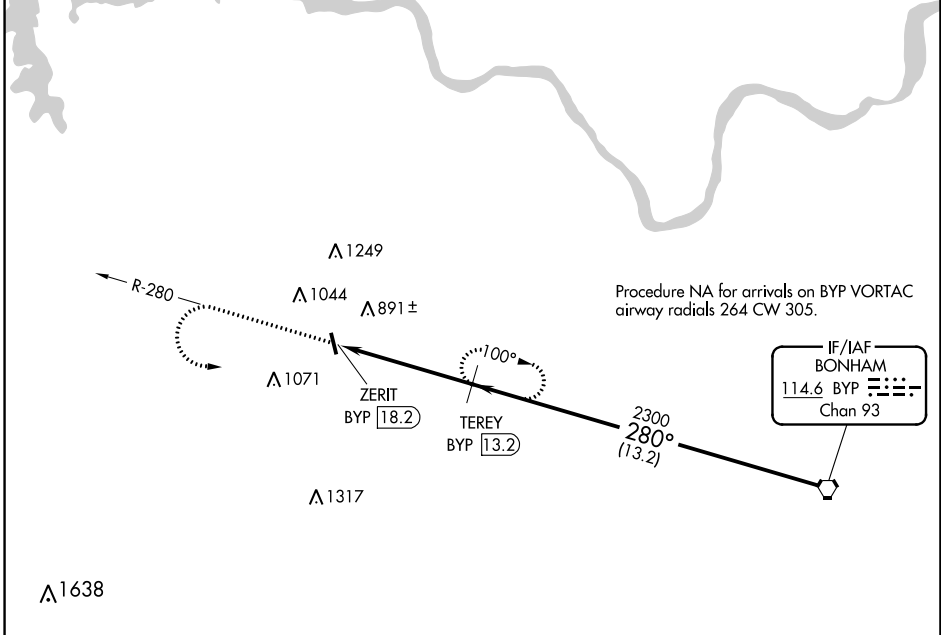 1249
R-280
1044
891±
Procedure NA for arrivals on BYP VORTAC
airway radials 264 CW 305.
IF/IAF
BONHAM
114.6 BYP
Chan 93
100°
1071
ZERIT
BYP 18.2
TEREY
BYP 13.2
2300
280°
(13.2)
1317
1638